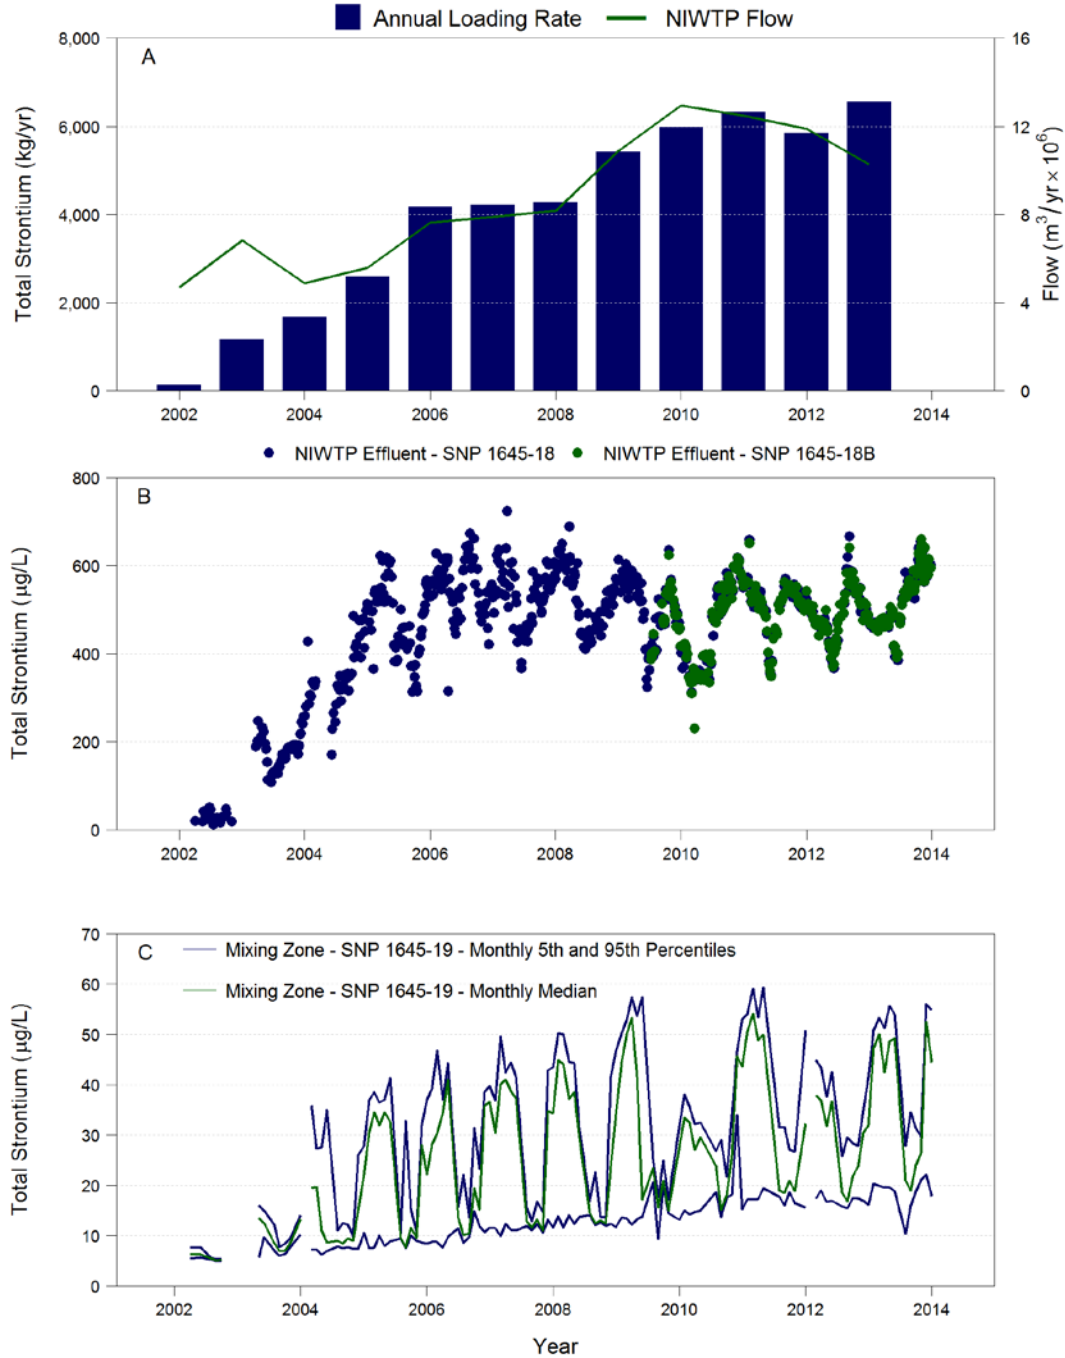 Annual Loading Rate NIWTP Flow
A
8,000
6,000
4,000
2,000
0
Total Strontium (kg/yr)
16
12
8
4
0
Flow (m³/yr×10⁶)
2002 2004 2006 2008 2010 2012 2014
NIWTP Effluent - SNP 1645-18 NIWTP Effluent - SNP 1645-18B
B
800
600
400
200
0
Total Strontium (µg/L)
2002 2004 2006 2008 2010 2012 2014
C
Mixing Zone - SNP 1645-19 - Monthly 5th and 95th Percentiles
Mixing Zone - SNP 1645-19 - Monthly Median
70
60
50
40
30
20
10
0
Total Strontium (µg/L)
2002 2004 2006 2008 2010 2012 2014
Year